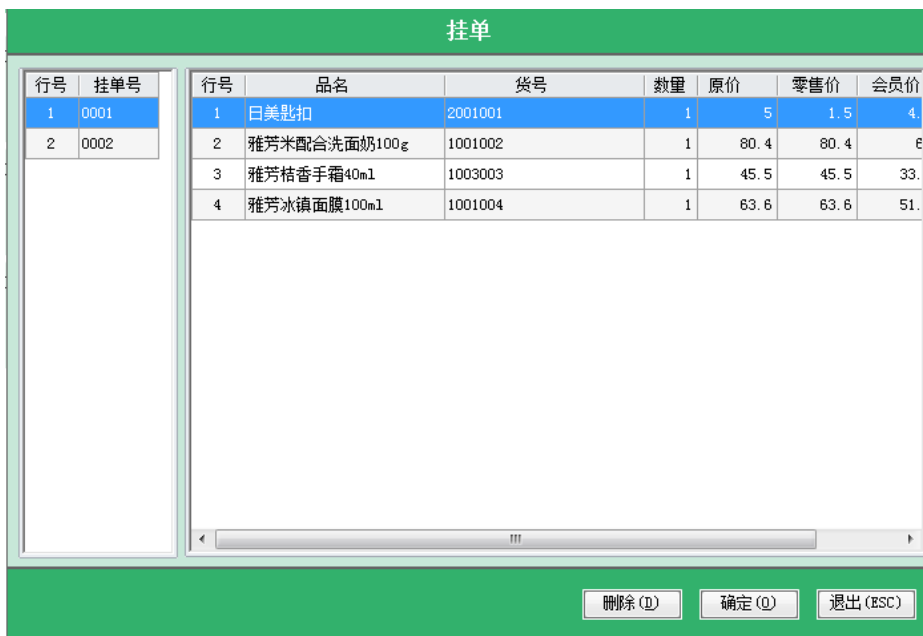 挂单
行号 挂单号
1 0001
2 0002
行号 品名 货号 数量 原价 零售价 会员价
1 日美匙扣 2001001 1 5 1.5 4.
2 雅芳米配合洗面奶100g 1001002 1 80.4 80.4
3 雅芳桔香手霜40ml 1003003 1 45.5 45.5 33.
4 雅芳冰镇面膜100ml 1001004 1 63.6 63.6 51.
删除(D) 确定(O) 退出(ESC)